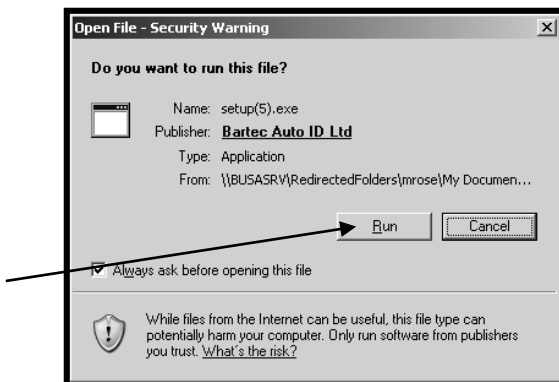 Open File - Security Warning
Do you want to run this file?
Name: setup(5).exe
Publisher: Bartec Auto ID Ltd
Type: Application
From: \\BUSASRV\RedirectedFolders\mrose\My Documen...
Run Cancel
Always ask before opening this file
While files from the Internet can be useful, this file type can
potentially harm your computer. Only run software from publishers
you trust. What's the risk?